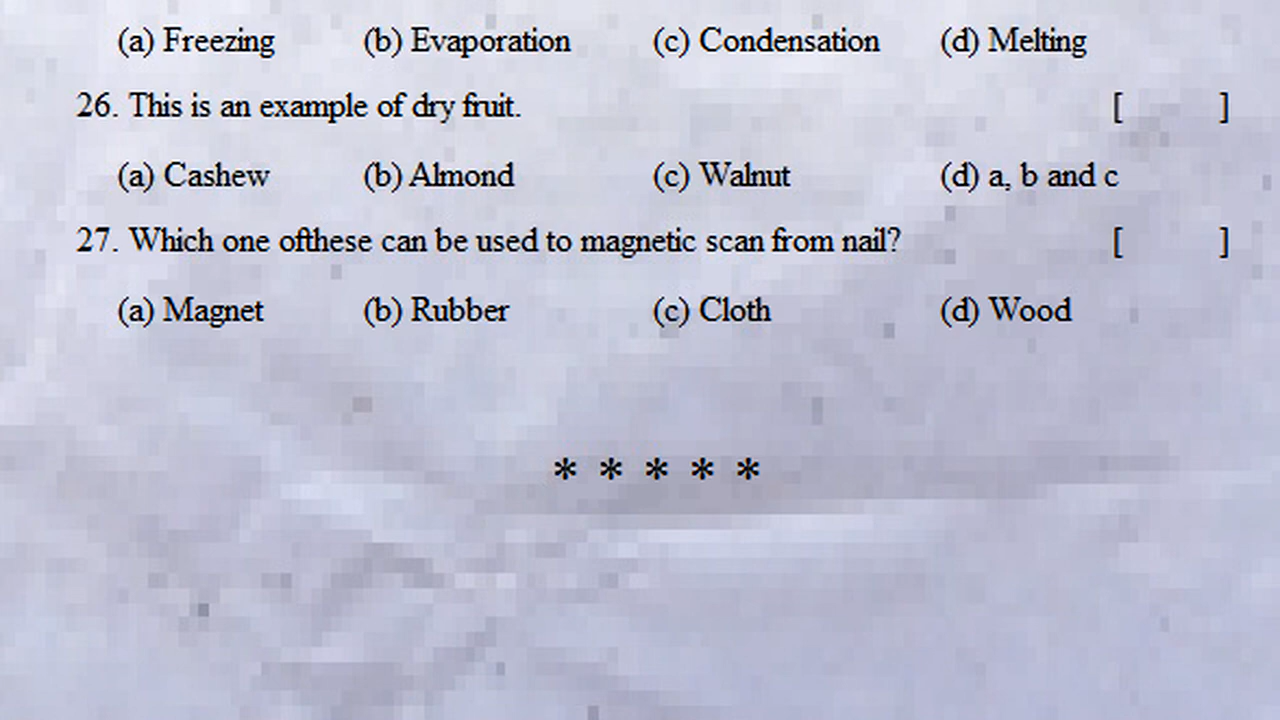 (a) Freezing (b) Evaporation (c) Condensation (d) Melting
26. This is an example of dry fruit. [ ]
(a) Cashew (b) Almond (c) Walnut (d) a, b and c
27. Which one ofthese can be used to magnetic scan from nail? [ ]
(a) Magnet (b) Rubber (c) Cloth (d) Wood
* * * * *